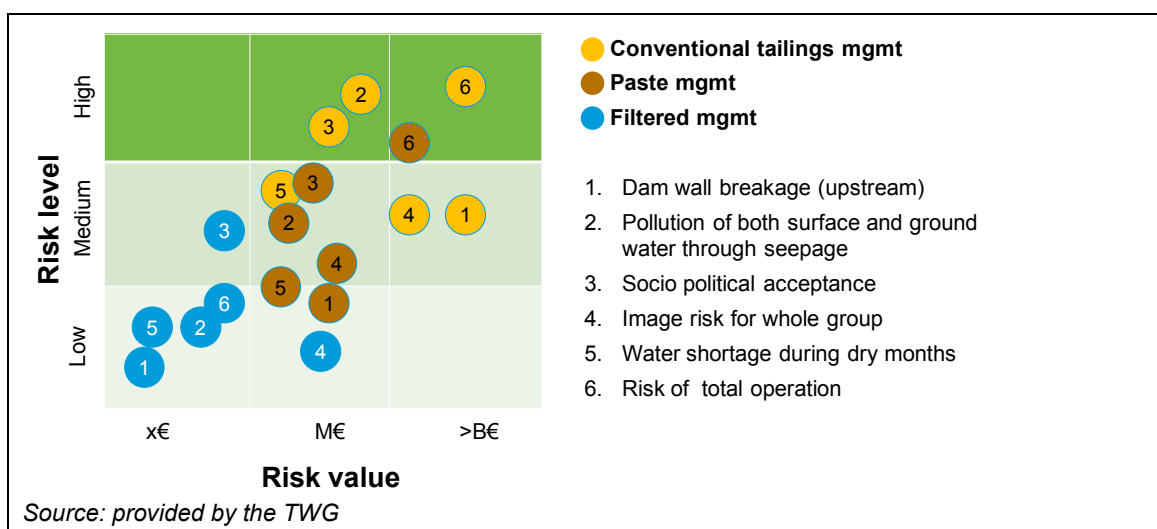 Risk level
High
Medium
Low
2
6
3
6
5
3
2
4
1
3
4
5
1
6
5
2
4
1
x€
M€
>B€
Risk value
Conventional tailings mgmt
Paste mgmt
Filtered mgmt
1. Dam wall breakage (upstream)
2. Pollution of both surface and ground
water through seepage
3. Socio political acceptance
4. Image risk for whole group
5. Water shortage during dry months
6. Risk of total operation
Source: provided by the TWG